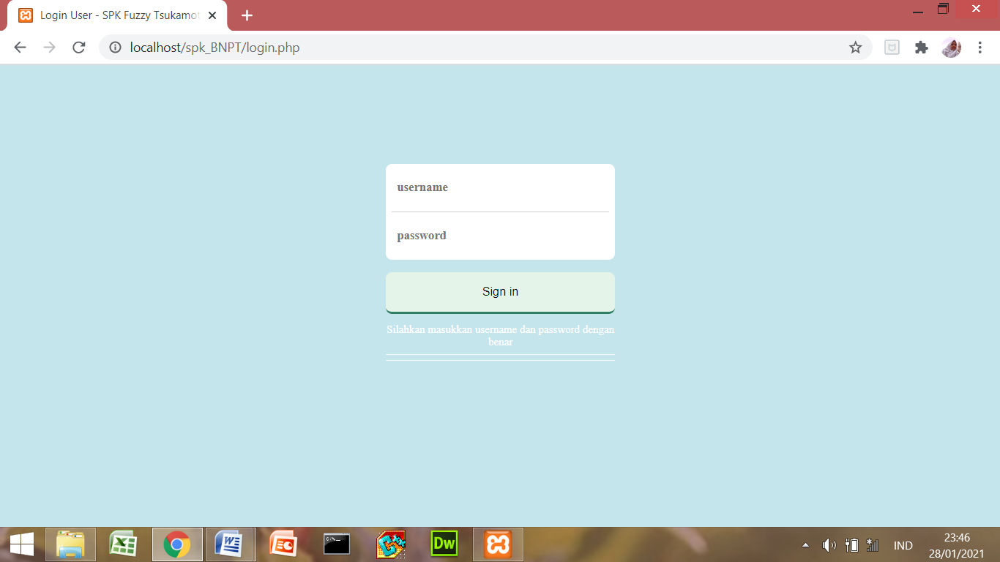 Login User - SPK Fuzzy Tsukamot
localhost/spk_BNPT/login.php
username
password
Sign in
Silahkan masukkan username dan password dengan
benar
Dw
IND
23:46
28/01/2021